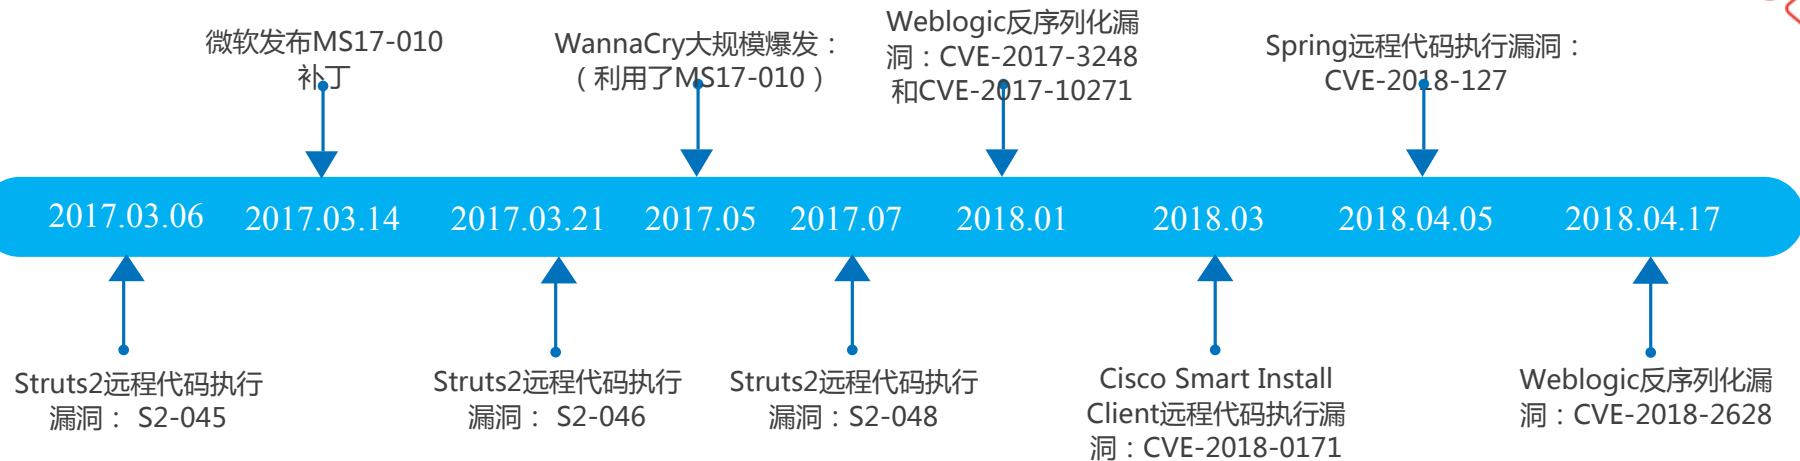 微软发布MS17-010
补丁
WannaCry大规模爆发：
（利用了MS17-010）
Weblogic反序列化漏
洞：CVE-2017-3248
和CVE-2017-10271
Spring远程代码执行漏洞：
CVE-2018-127
2017.03.06
2017.03.14
2017.03.21
2017.05
2017.07
2018.01
2018.03
2018.04.05
2018.04.17
Struts2远程代码执行
漏洞： S2-045
Struts2远程代码执行
漏洞： S2-046
Struts2远程代码执行
漏洞：S2-048
Cisco Smart Install
Client远程代码执行漏
洞：CVE-2018-0171
Weblogic反序列化漏
洞：CVE-2018-2628